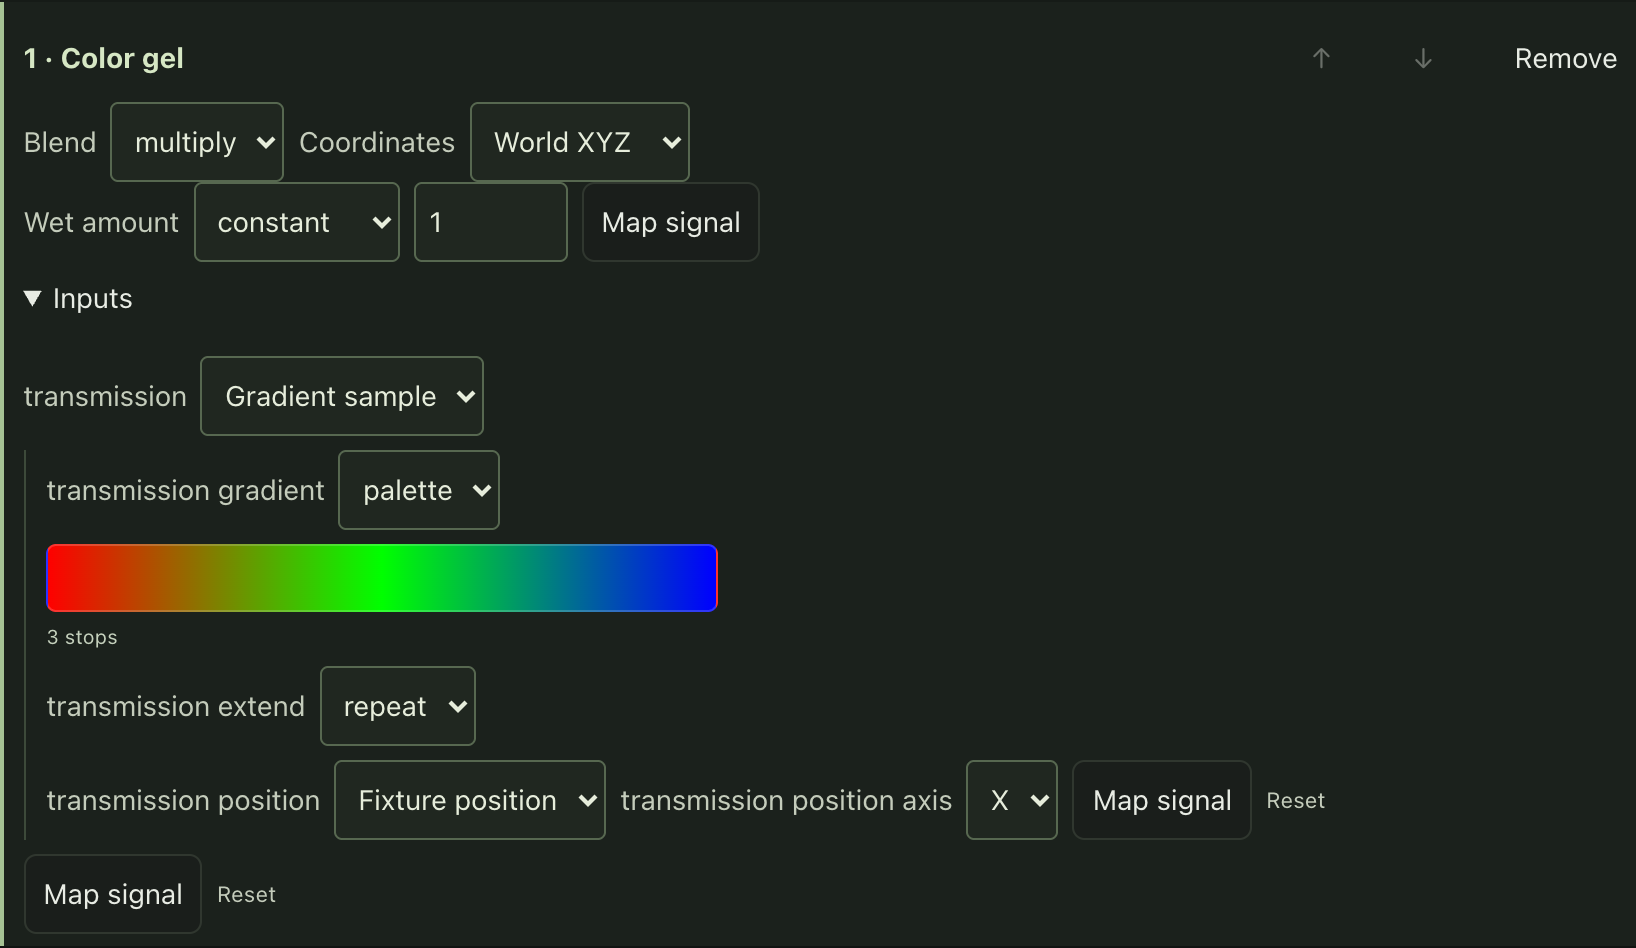 1 · Color gel ↑ ↓ Remove
Blend multiply Coordinates World XYZ
Wet amount constant 1 Map signal
▼ Inputs
transmission Gradient sample
transmission gradient palette
3 stops
transmission extend repeat
transmission position Fixture position transmission position axis X Map signal Reset
Map signal Reset